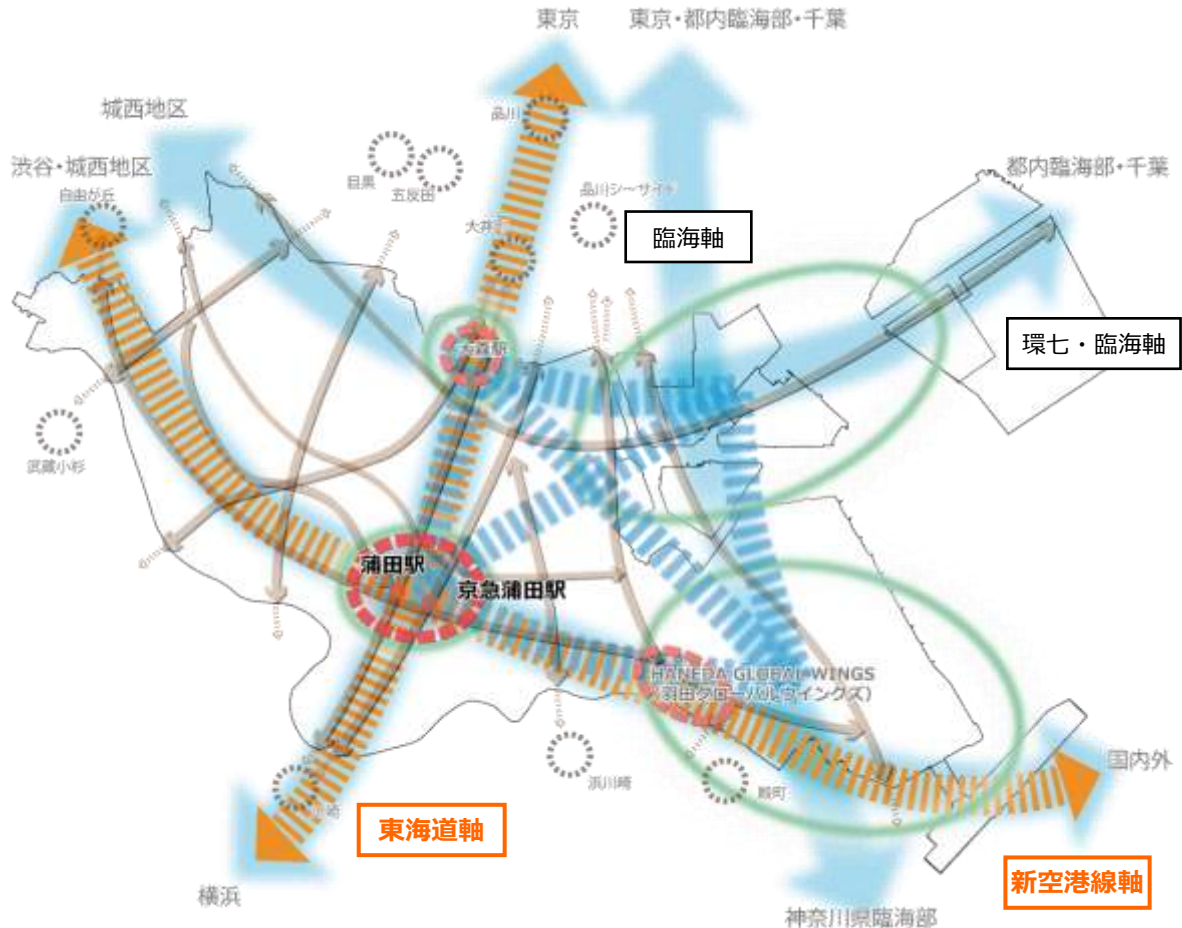 東京
東京・都内臨海部・千葉
城西地区
品川
渋谷・城西地区
自由が丘
目黒
五反田
品川シーサイド
都内臨海部・千葉
大井町
臨海軸
環七・臨海軸
大森駅
武蔵小杉
蒲田駅
京急蒲田駅
HANEDA GLOBAL WINGS
(羽田グローバルウイングズ)
国内外
浜川崎
殿町
川崎
東海道軸
横浜
新空港線軸
神奈川県臨海部